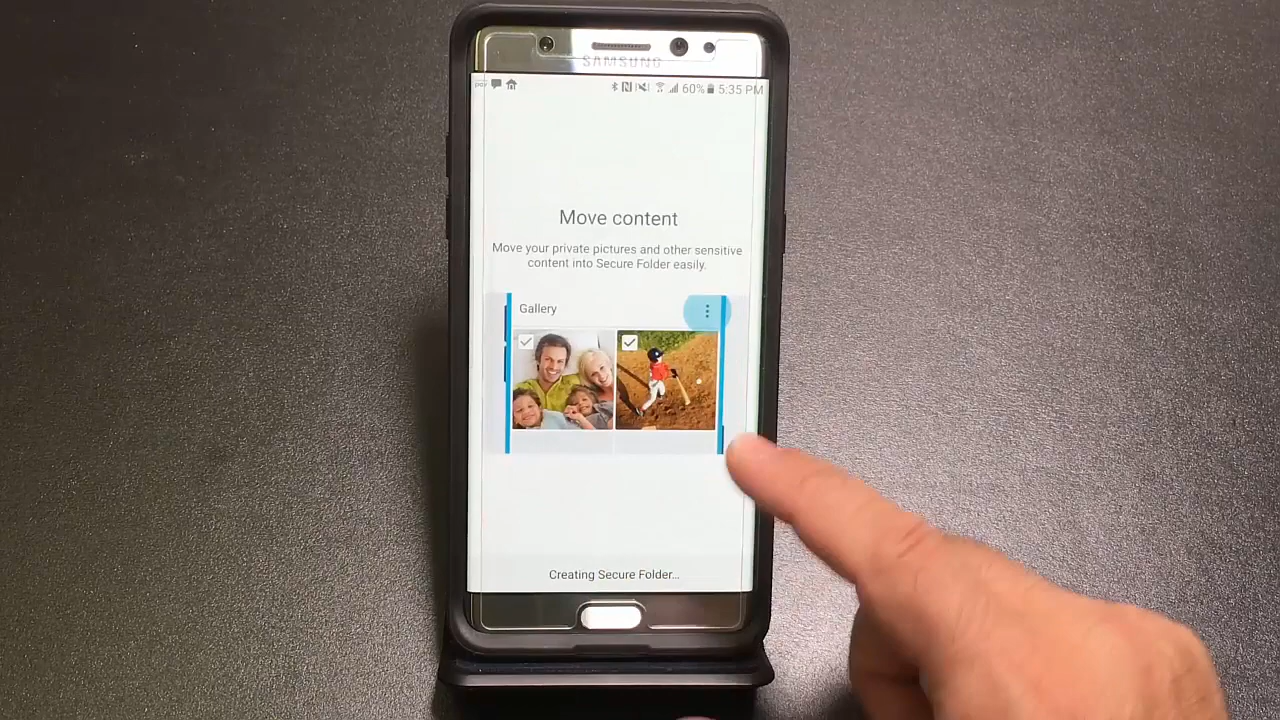 SAMSUNG
pay 60% 5:35 PM
Move content
Move your private pictures and other sensitive
content into Secure Folder easily.
Gallery
Creating Secure Folder...